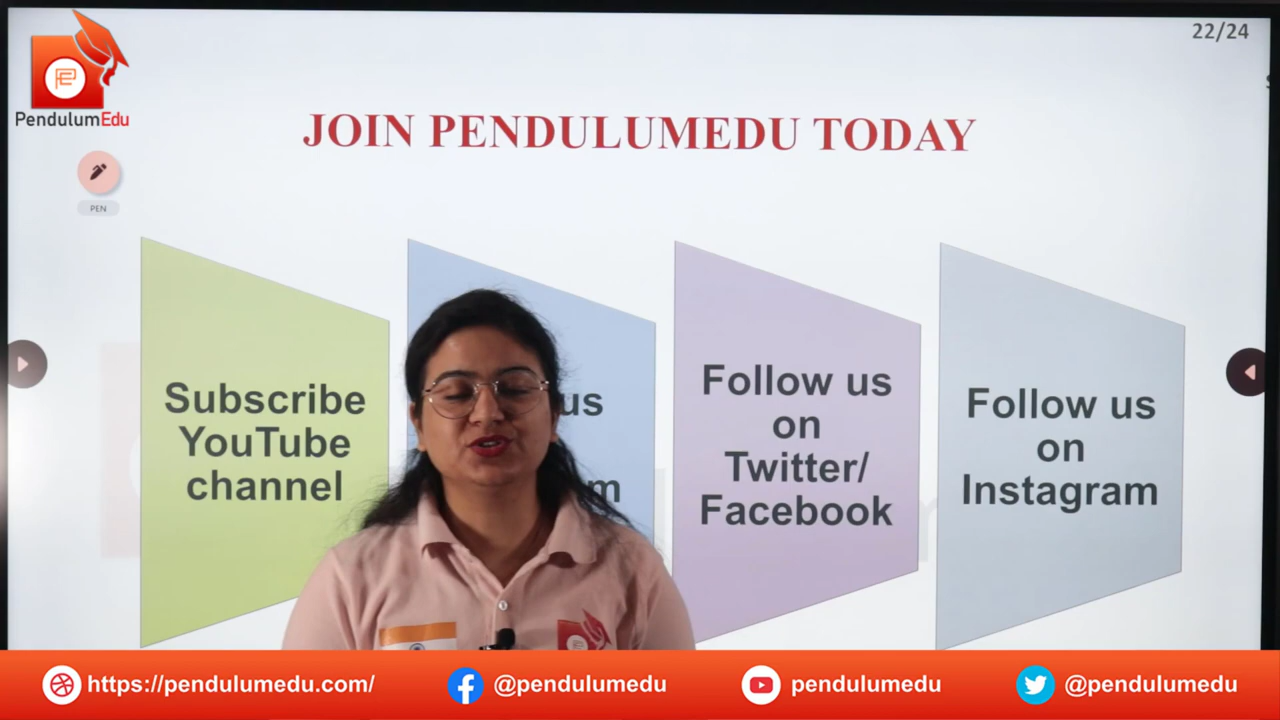 22/24
PendulumEdu
JOIN PENDULUMEDU TODAY
PEN
Subscribe
YouTube
channel
us
m
Follow us
on
Twitter/
Facebook
Follow us
on
Instagram
https://pendulumedu.com/
@pendulumedu
pendulumedu
@pendulumedu